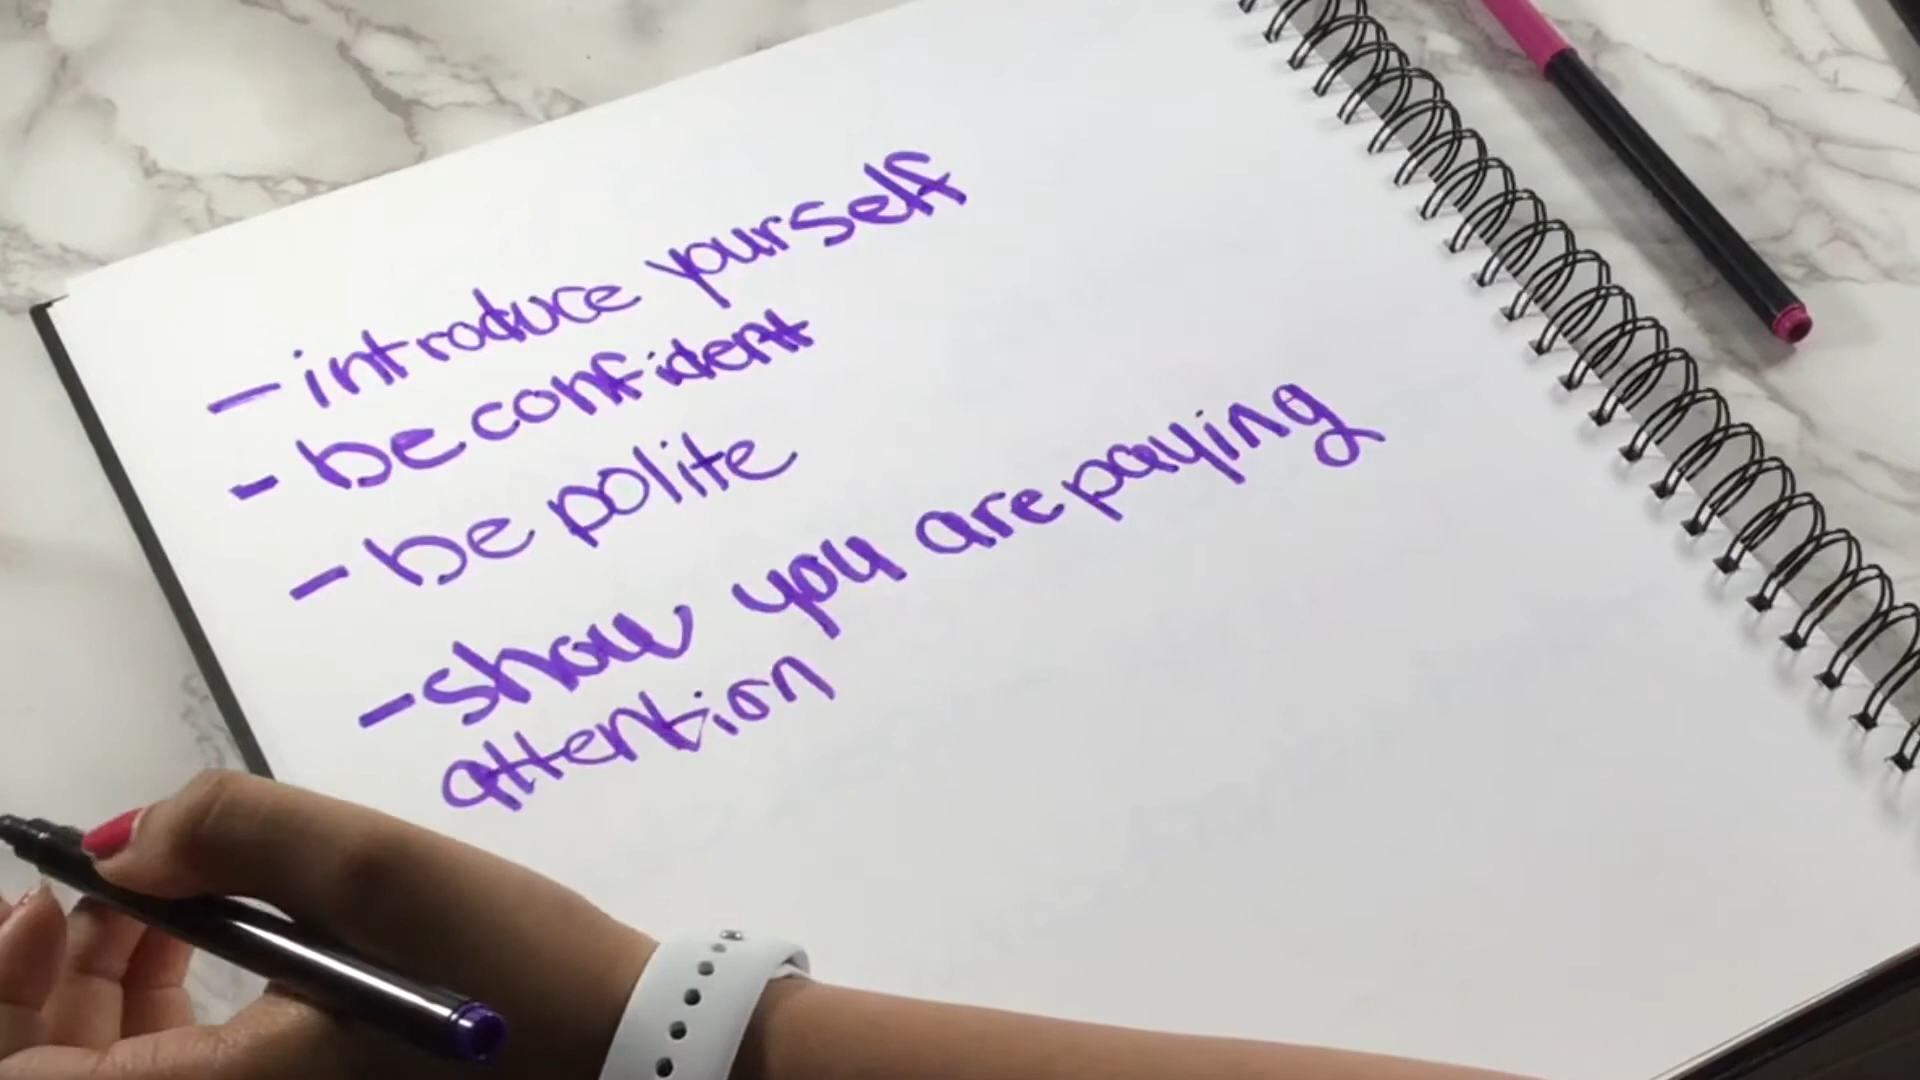 - introduce yourself
- be confident
- be polite
- show you are paying
attention